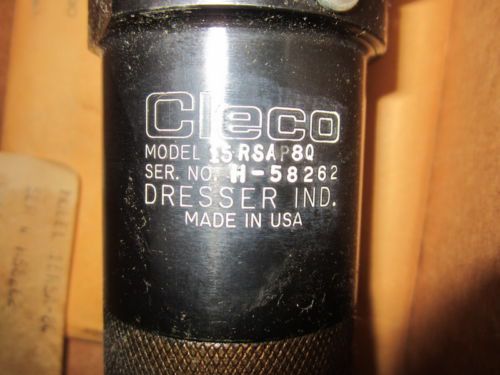 Cleco
MODEL 15RSAP8Q
SER. NO. H-58262
DRESSER IND.
MADE IN USA